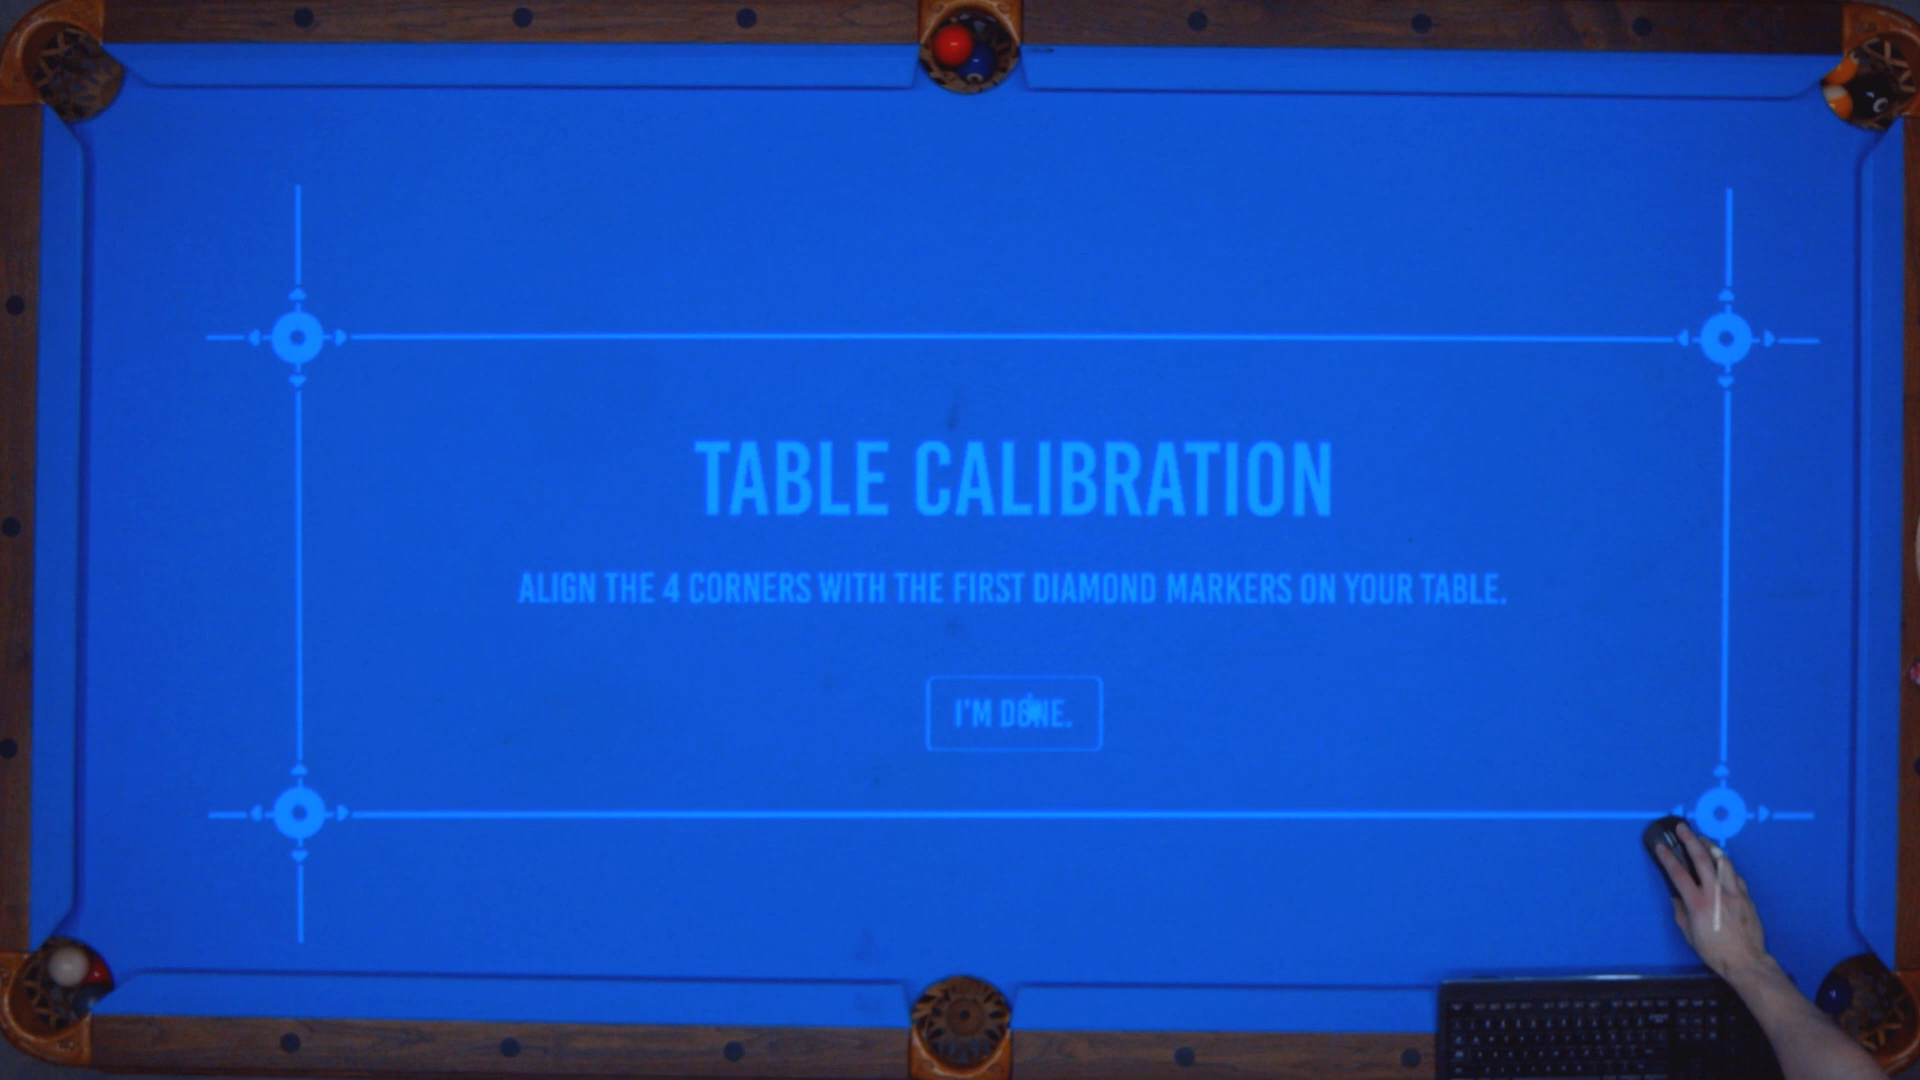 TABLE CALIBRATION
ALIGN THE 4 CORNERS WITH THE FIRST DIAMOND MARKERS ON YOUR TABLE.
I'M DONE.